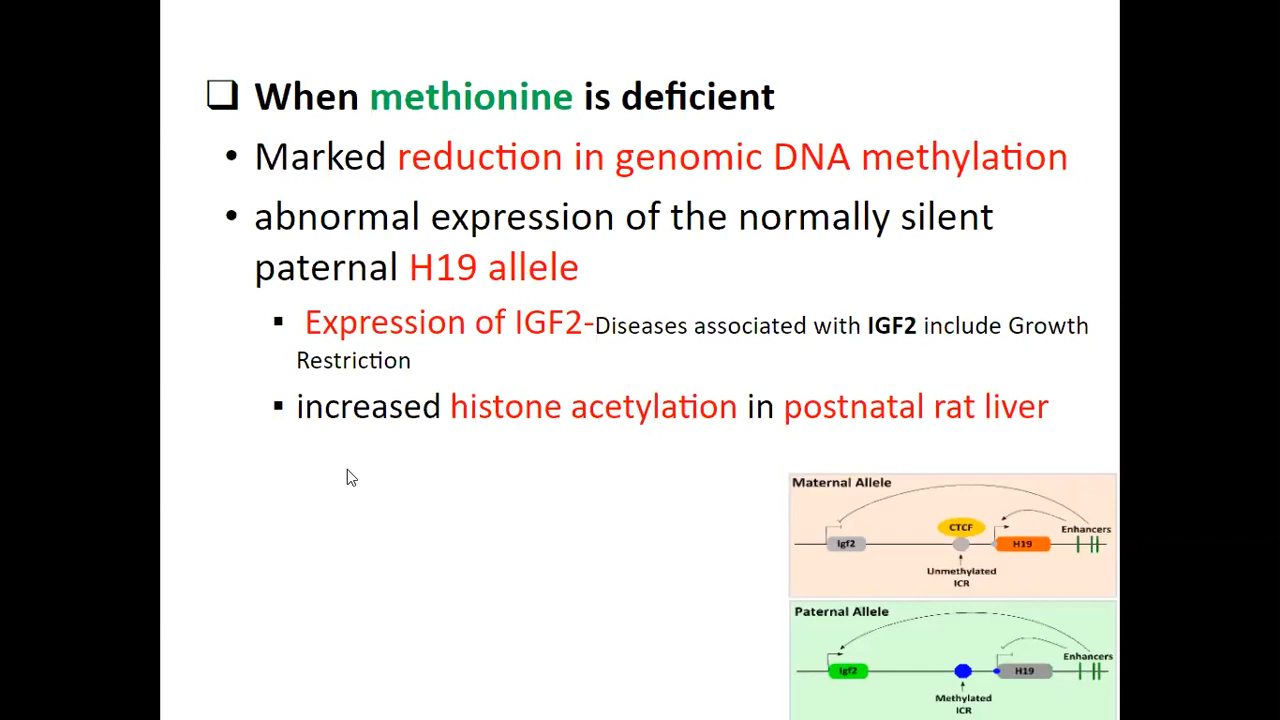 ❑ When methionine is deficient
• Marked reduction in genomic DNA methylation
• abnormal expression of the normally silent
paternal H19 allele
▪ Expression of IGF2-Diseases associated with IGF2 include Growth
Restriction
▪ increased histone acetylation in postnatal rat liver
Maternal Allele
CTCF
Enhancers
Igf2
H19
Unmethylated
ICR
Paternal Allele
Enhancers
Igf2
H19
Methylated
ICR